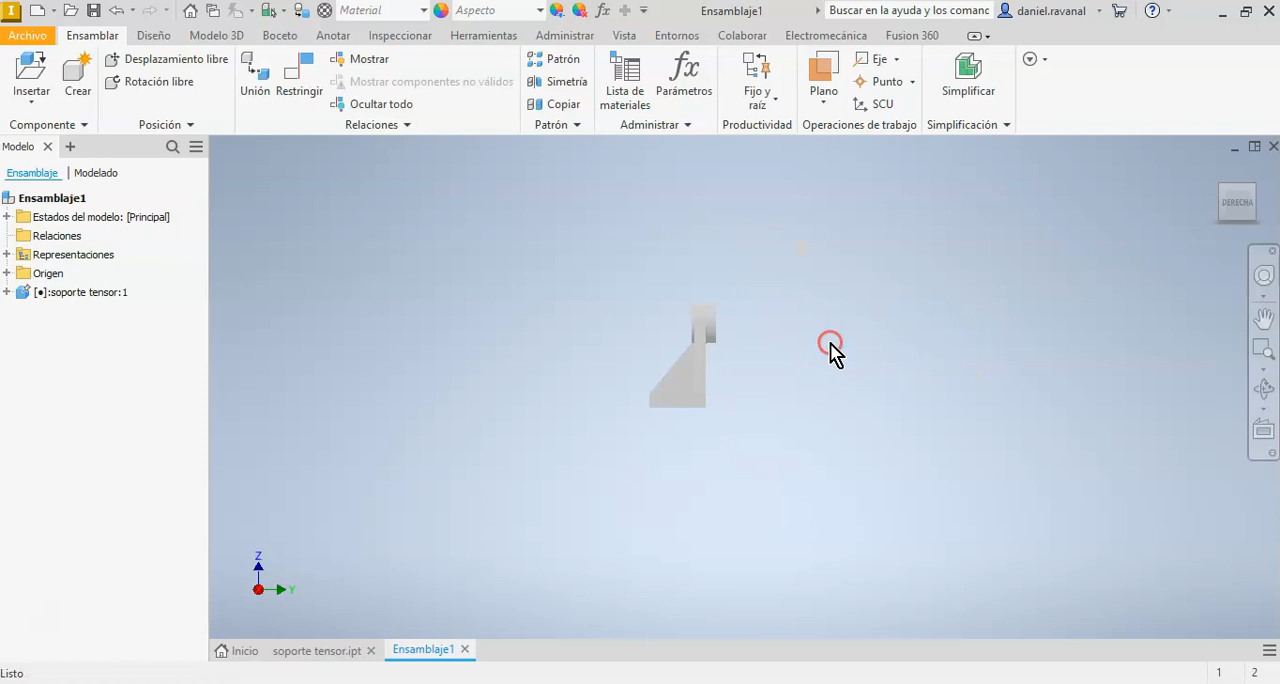 Material
Aspecto
Ensamblaje1
Buscar en la ayuda y los comanc
daniel.ravanal
Archivo
Ensamblar
Diseño
Modelo 3D
Boceto
Anotar
Inspeccionar
Herramientas
Administrar
Vista
Entornos
Colaborar
Electromecánica
Fusion 360
Insertar
Crear
Desplazamiento libre
Rotación libre
Unión
Restringir
Mostrar
Mostrar componentes no válidos
Ocultar todo
Patrón
Simetría
Copiar
Lista de
materiales
fx
Parámetros
Fijo y
raíz
Plano
Eje
Punto
SCU
Simplificar
Componente
Posición
Relaciones
Patrón
Administrar
Productividad
Operaciones de trabajo
Simplificación
Modelo
Ensamblaje
Modelado
Ensamblaje1
Estados del modelo: [Principal]
Relaciones
Representaciones
Origen
[●]:soporte tensor:1
DERECHA
Z
Y
Inicio
soporte tensor.ipt
Ensamblaje1
Listo
1
2